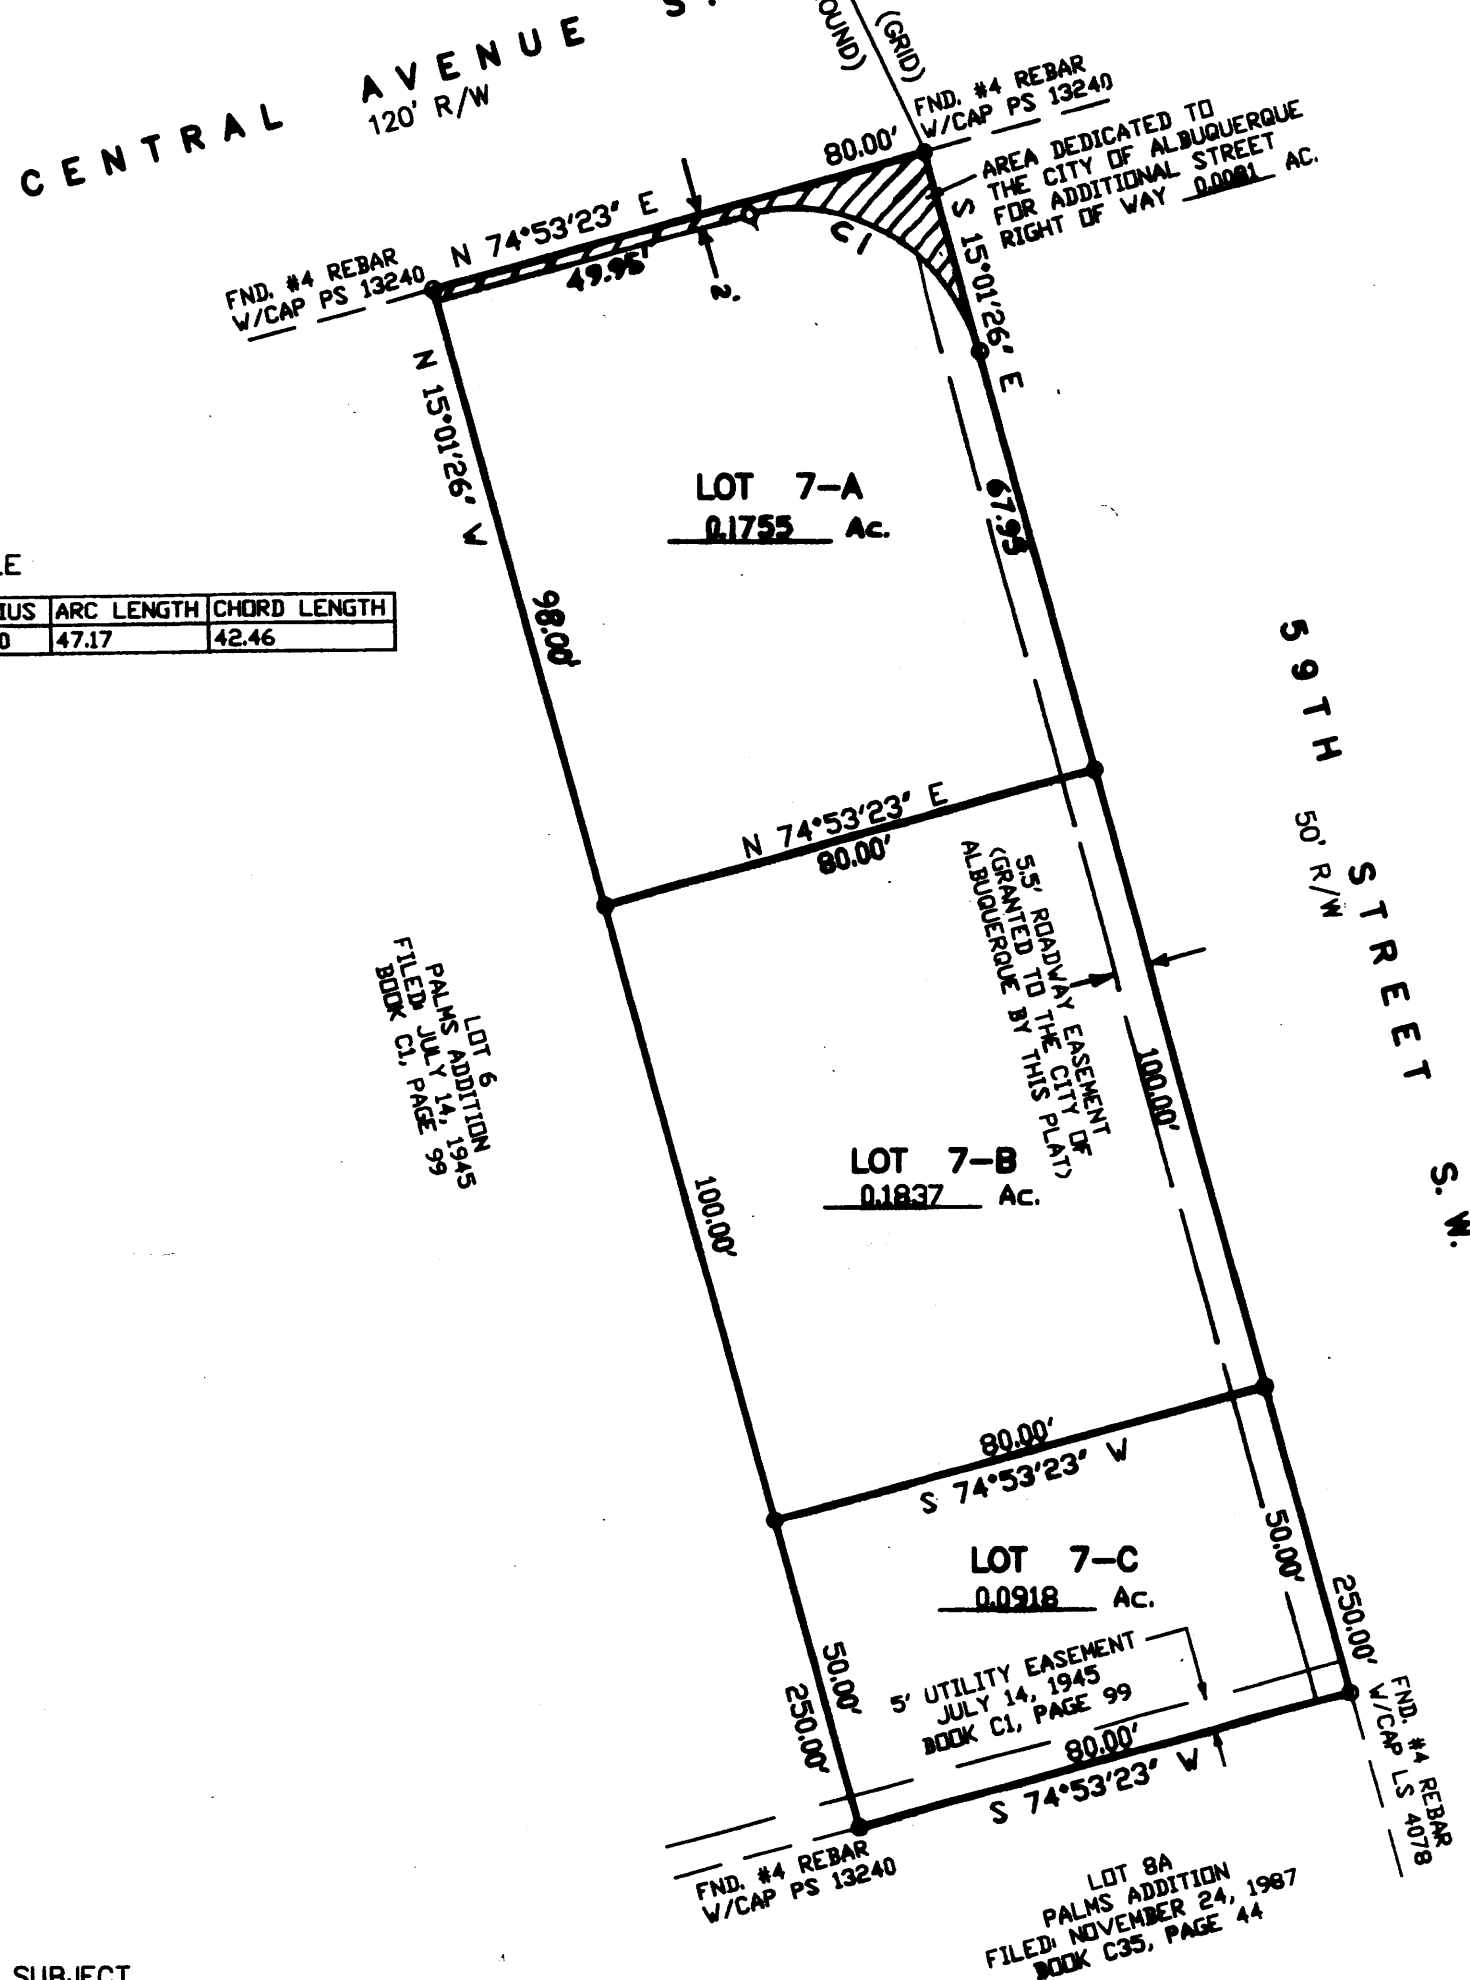 CENTRAL AVENUE S.
120' R/W
(GRID)
FND. #4 REBAR
W/CAP PS 13240
AREA DEDICATED TO
THE CITY OF ALBUQUERQUE
FOR ADDITIONAL STREET
RIGHT OF WAY 0.0081 AC.
80.00'
N 74°53'23" E
49.95'
2'
C1
S 15°01'26" E
FND. #4 REBAR
W/CAP PS 13240
N 15°01'26" W
98.00'
LOT 7-A
0.1755 Ac.
67.95
ARC LENGTH CHORD LENGTH
47.17 42.46
59TH STREET S.W.
50' R/W
N 74°53'23" E
80.00'
5.5' ROADWAY EASEMENT
(GRANTED TO THE CITY OF
ALBUQUERQUE BY THIS PLAT)
LOT 6
PALMS ADDITION
FILED: JULY 14, 1945
BOOK C1, PAGE 99
100.00'
100.00'
LOT 7-B
0.1837 Ac.
80.00'
S 74°53'23" W
LOT 7-C
0.0918 Ac.
50.00'
250.00'
50.00'
250.00'
5' UTILITY EASEMENT
JULY 14, 1945
BOOK C1, PAGE 99
80.00'
S 74°53'23" W
FND. #4 REBAR
W/CAP LS 4078
FND. #4 REBAR
W/CAP PS 13240
LOT 8A
PALMS ADDITION
FILED: NOVEMBER 24, 1987
BOOK C35, PAGE 44
SUBJECT